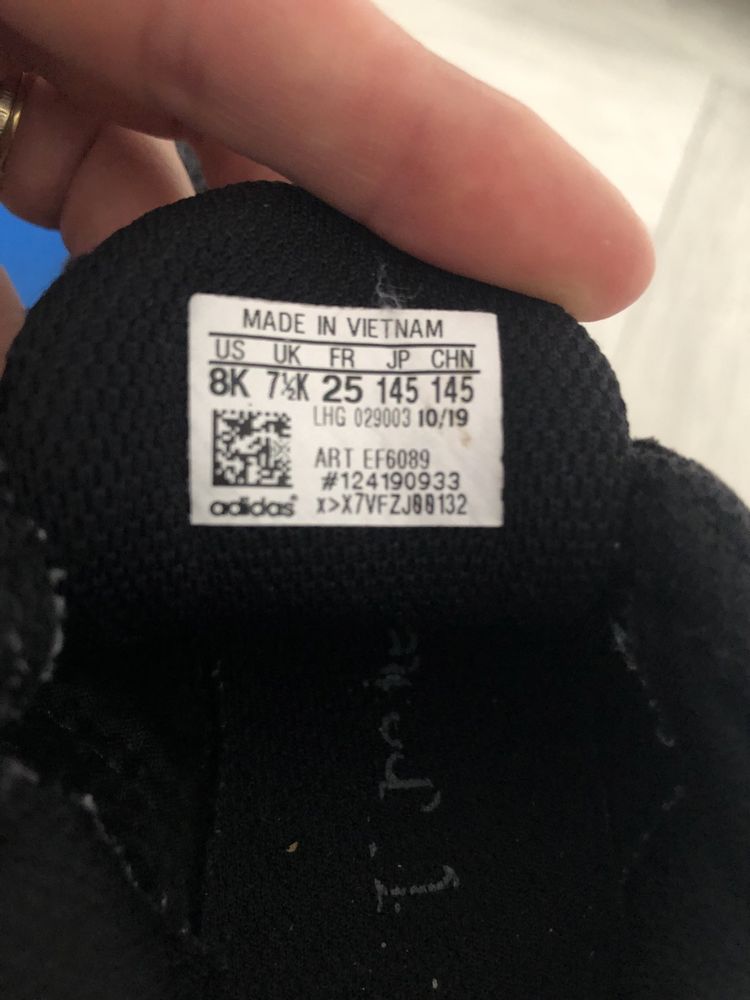 MADE IN VIETNAM
US UK FR JP CHN
8K 7½K 25 145 145
LHG 029003 10/19
ART EF6089
#124190933
adidas® x>X7VFZJ00132